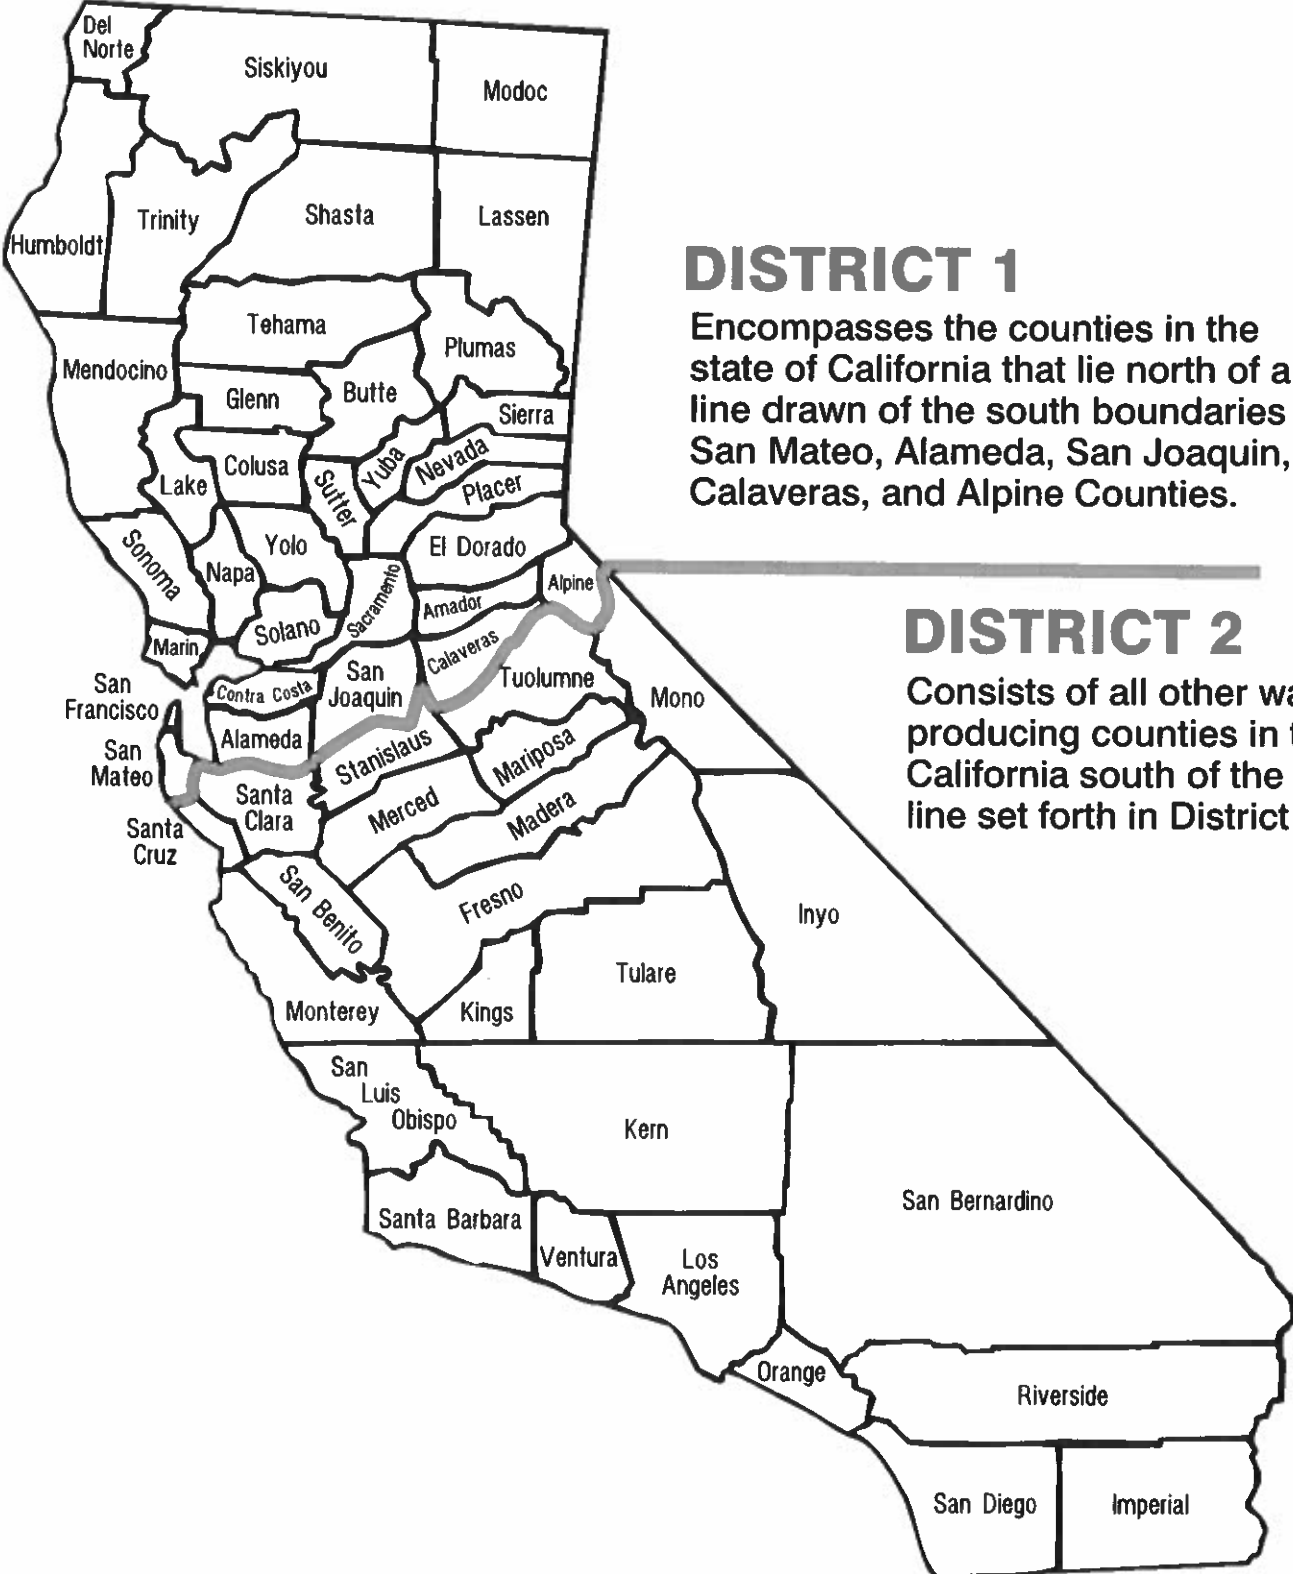 Del
Norte
Siskiyou
Modoc
Humboldt
Trinity
Shasta
Lassen
Tehama
Plumas
Mendocino
Glenn
Butte
Sierra
Lake
Colusa
Sutter
Yuba
Nevada
Placer
Sonoma
Napa
Yolo
El Dorado
Sacramento
Amador
Alpine
Marin
Solano
Calaveras
San
Francisco
Contra Costa
San
Joaquin
Tuolumne
Mono
San
Mateo
Alameda
Stanislaus
Mariposa
Santa
Cruz
Santa
Clara
Merced
Madera
San Benito
Fresno
Inyo
Monterey
Kings
Tulare
San
Luis
Obispo
Kern
San Bernardino
Santa Barbara
Ventura
Los
Angeles
Orange
Riverside
San Diego
Imperial
DISTRICT 1
Encompasses the counties in the
state of California that lie north of a
line drawn of the south boundaries
San Mateo, Alameda, San Joaquin,
Calaveras, and Alpine Counties.
DISTRICT 2
Consists of all other
producing counties in
California south of the
line set forth in District